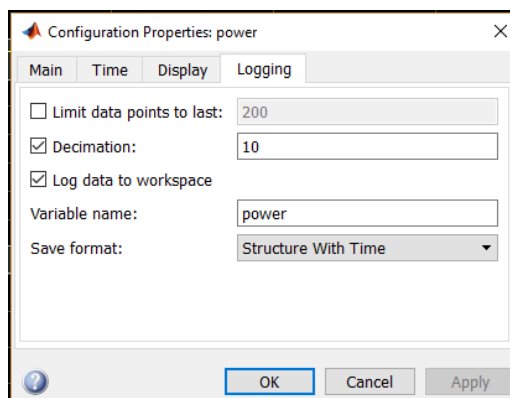 Configuration Properties: power
Main Time Display Logging
Limit data points to last: 200
Decimation: 10
Log data to workspace
Variable name: power
Save format: Structure With Time
? OK Cancel Apply